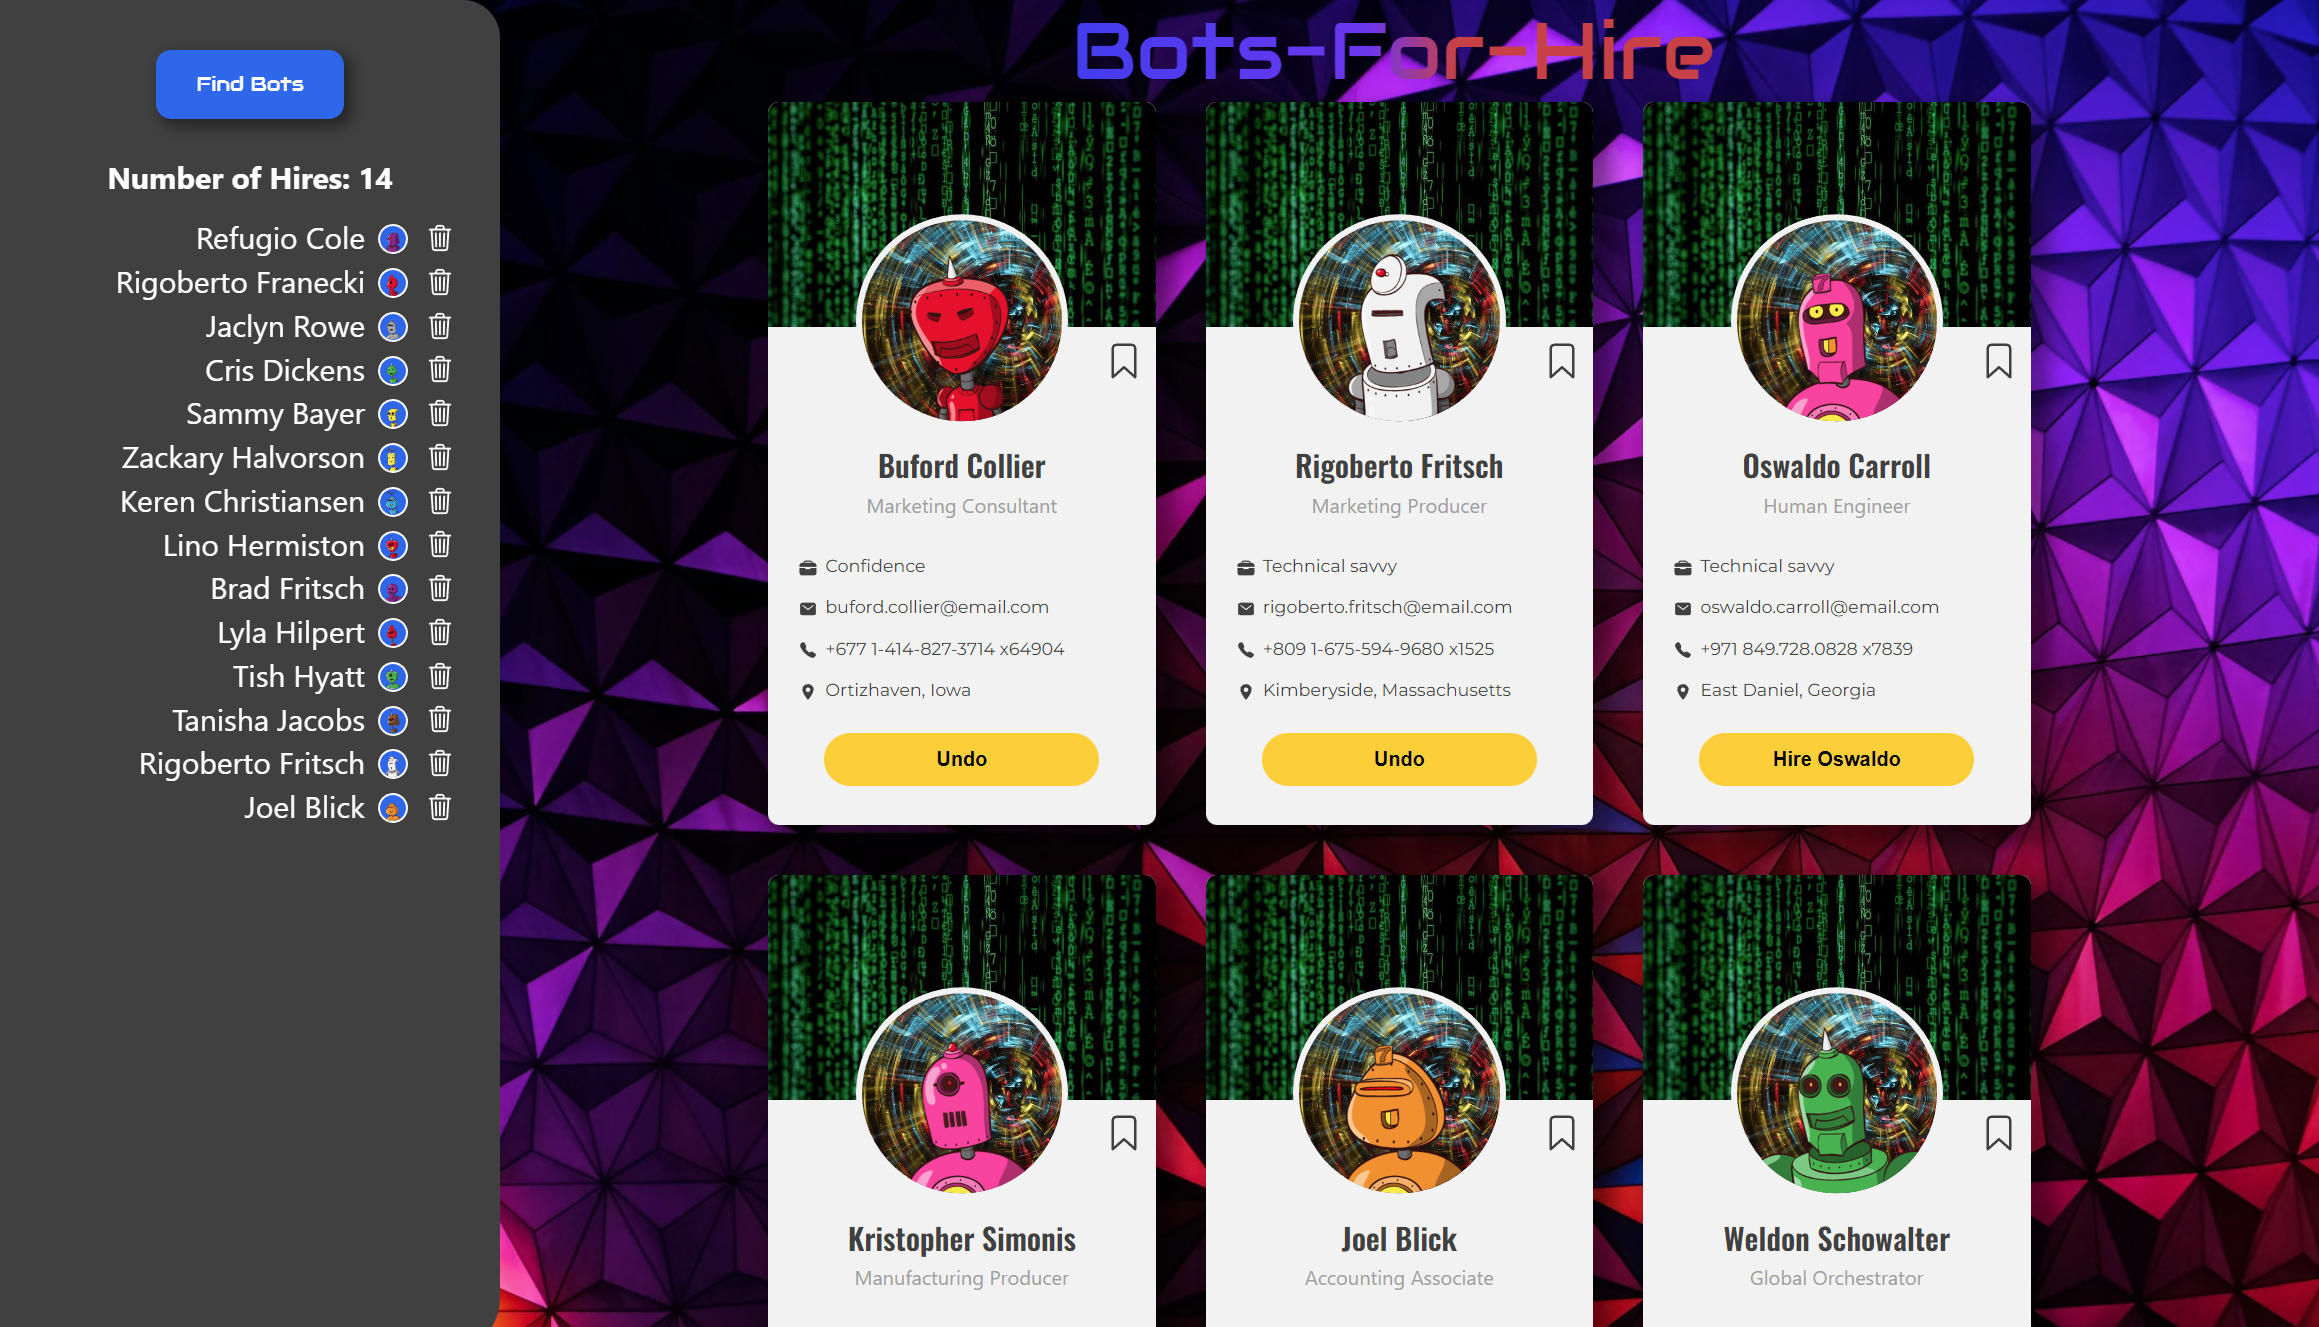 Find Bots
Number of Hires: 14
Refugio Cole
Rigoberto Franecki
Jaclyn Rowe
Cris Dickens
Sammy Bayer
Zackary Halvorson
Keren Christiansen
Lino Hermiston
Brad Fritsch
Lyla Hilpert
Tish Hyatt
Tanisha Jacobs
Rigoberto Fritsch
Joel Blick
Bots-For-Hire
Buford Collier
Marketing Consultant
Confidence
buford.collier@email.com
+677 1-414-827-3714 x64904
Ortizhaven, Iowa
Undo
Rigoberto Fritsch
Marketing Producer
Technical savvy
rigoberto.fritsch@email.com
+809 1-675-594-9680 x1525
Kimberyside, Massachusetts
Undo
Oswaldo Carroll
Human Engineer
Technical savvy
oswaldo.carroll@email.com
+971 849.728.0828 x7839
East Daniel, Georgia
Hire Oswaldo
Kristopher Simonis
Manufacturing Producer
Joel Blick
Accounting Associate
Weldon Schowalter
Global Orchestrator